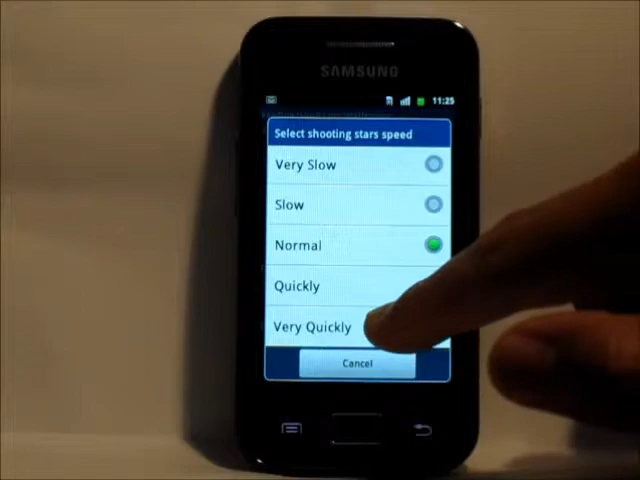 SAMSUNG
11:25
Select shooting stars speed
Very Slow
Slow
Normal
Quickly
Very Quickly
Cancel